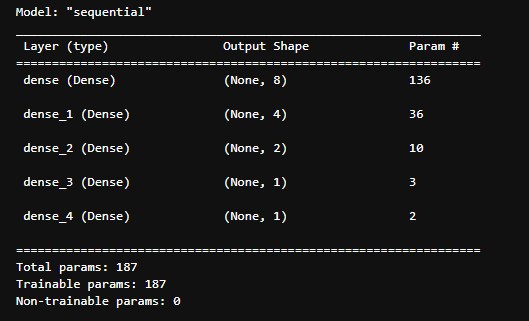 Model: "sequential"
_________________________________________________________________
Layer (type) Output Shape Param #
=================================================================
dense (Dense) (None, 8) 136
dense_1 (Dense) (None, 4) 36
dense_2 (Dense) (None, 2) 10
dense_3 (Dense) (None, 1) 3
dense_4 (Dense) (None, 1) 2
=================================================================
Total params: 187
Trainable params: 187
Non-trainable params: 0